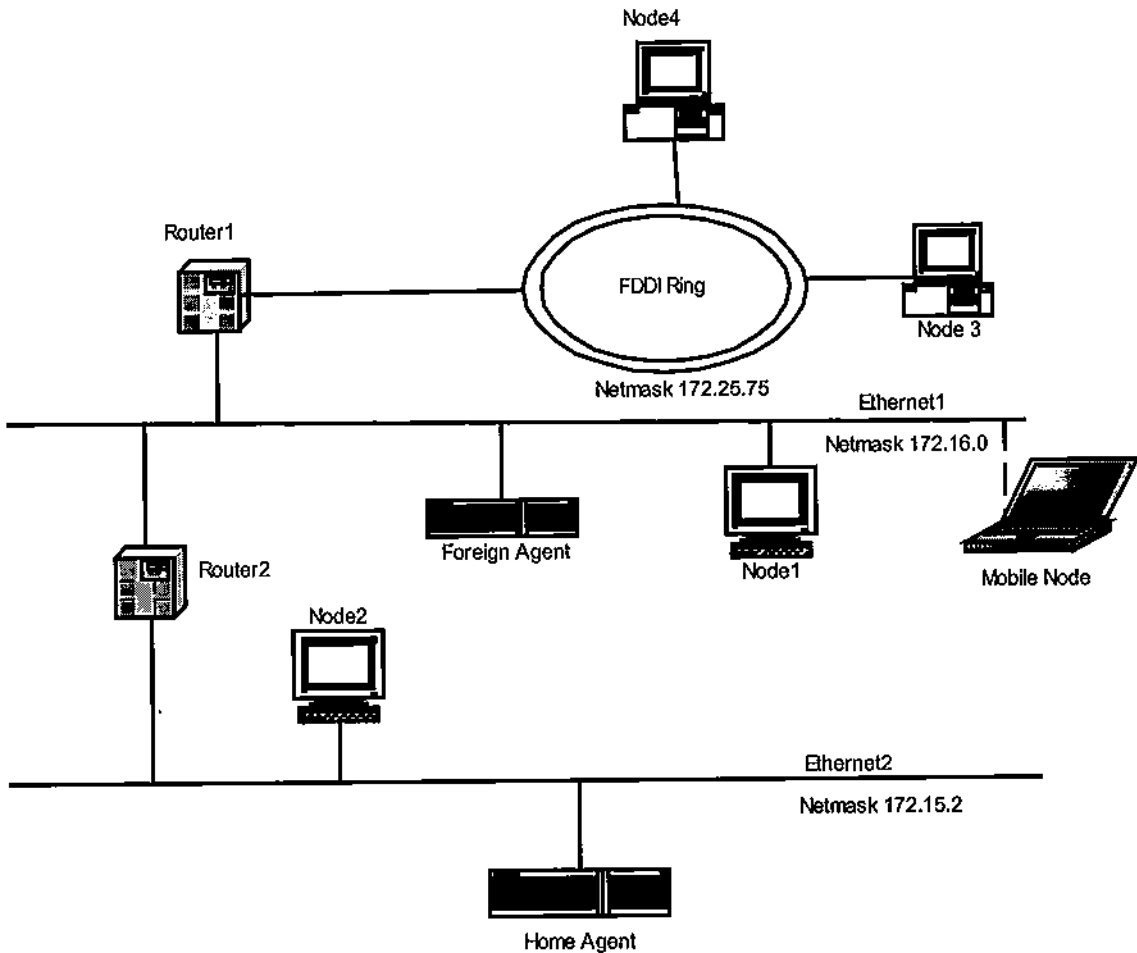 Node4
Router1
FDDI Ring
Node 3
Netmask 172.25.75
Ethernet1
Netmask 172.16.0
Foreign Agent
Node1
Mobile Node
Router2
Node2
Ethernet2
Netmask 172.15.2
Home Agent